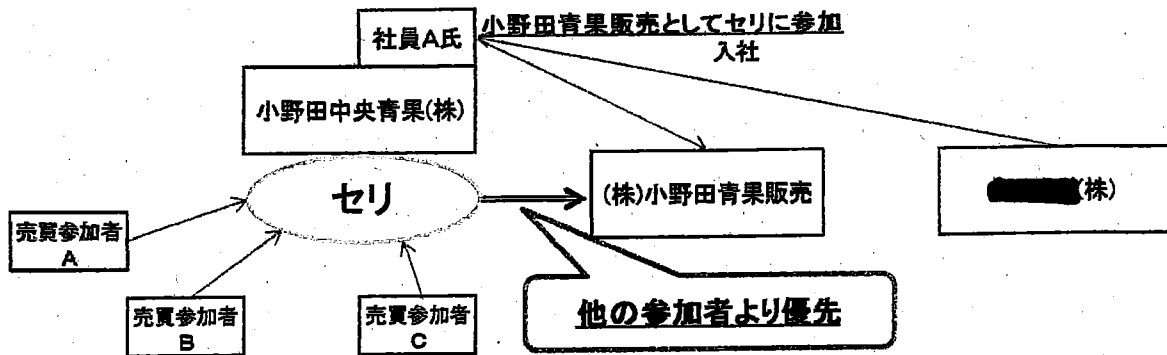 小野田青果販売としてセリに参加
社員A氏
入社
小野田中央青果(株)
セリ
(株)小野田青果販売
(株)
売買参加者
A
売買参加者
B
売買参加者
C
他の参加者より優先